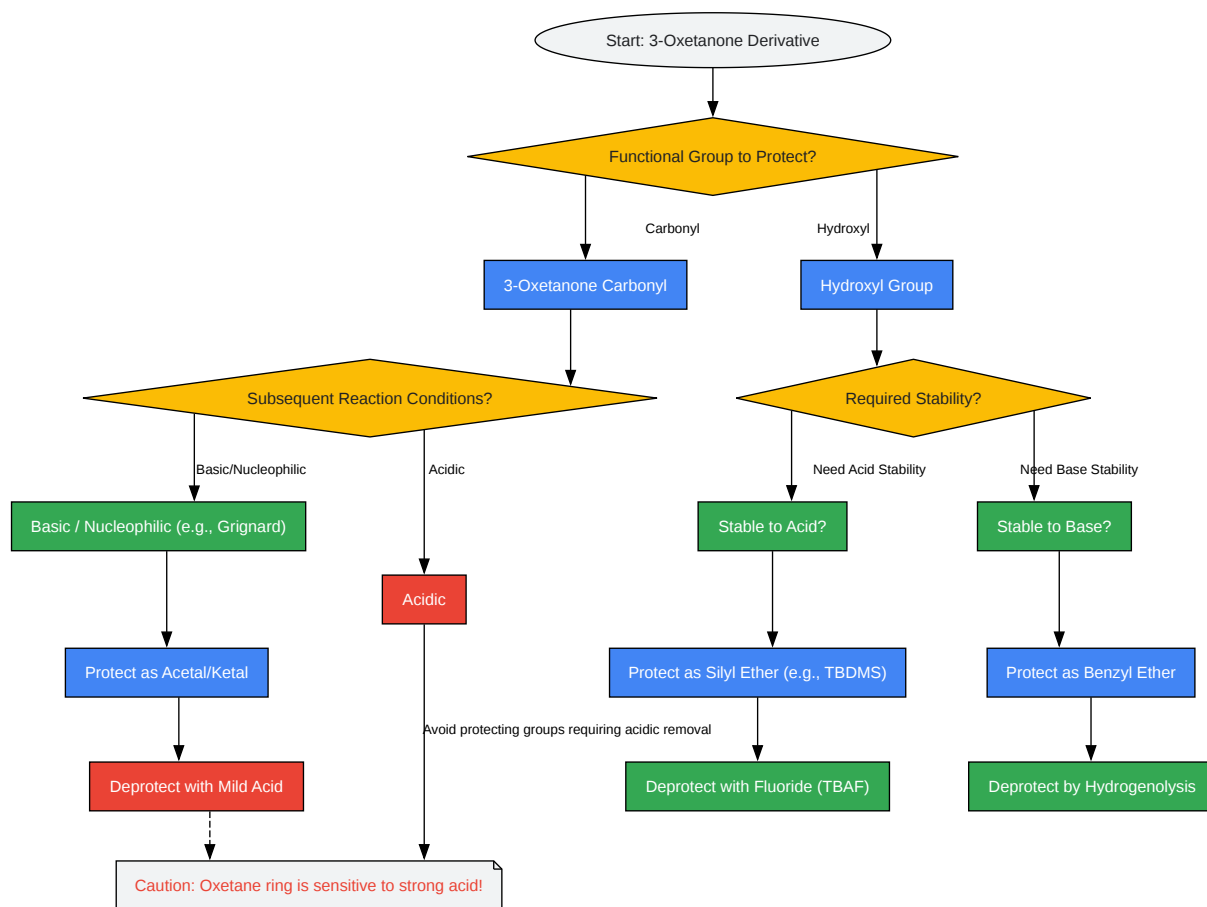 Start: 3-Oxetanone Derivative
Functional Group to Protect?
Carbonyl
Hydroxyl
3-Oxetanone Carbonyl
Hydroxyl Group
Subsequent Reaction Conditions?
Required Stability?
Basic/Nucleophilic
Acidic
Need Acid Stability
Need Base Stability
Basic / Nucleophilic (e.g., Grignard)
Stable to Acid?
Stable to Base?
Acidic
Protect as Acetal/Ketal
Protect as Silyl Ether (e.g., TBDMS)
Protect as Benzyl Ether
Avoid protecting groups requiring acidic removal
Deprotect with Mild Acid
Deprotect with Fluoride (TBAF)
Deprotect by Hydrogenolysis
Caution: Oxetane ring is sensitive to strong acid!